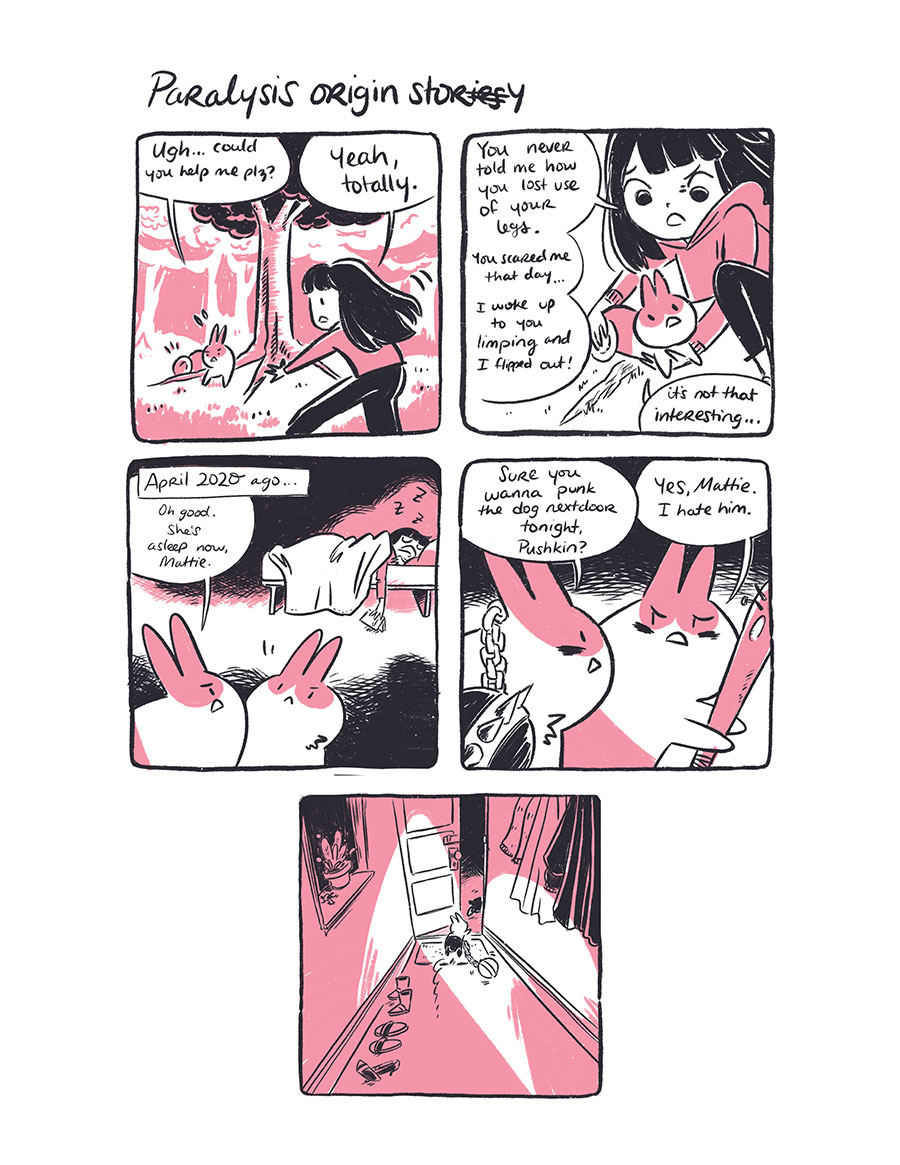 Paralysis origin story
Ugh... could
you help me plz?
Yeah,
totally.
You never
told me how
you lost use
of your
legs.
You scared me
that day...
I woke up
to you
limping and
I flipped out!
it's not that
interesting...
April 2020 ago...
Oh good.
She's
asleep now,
Mattie.
z
z
z
Sure you
wanna punk
the dog nextdoor
tonight,
Pushkin?
Yes, Mattie.
I hate him.